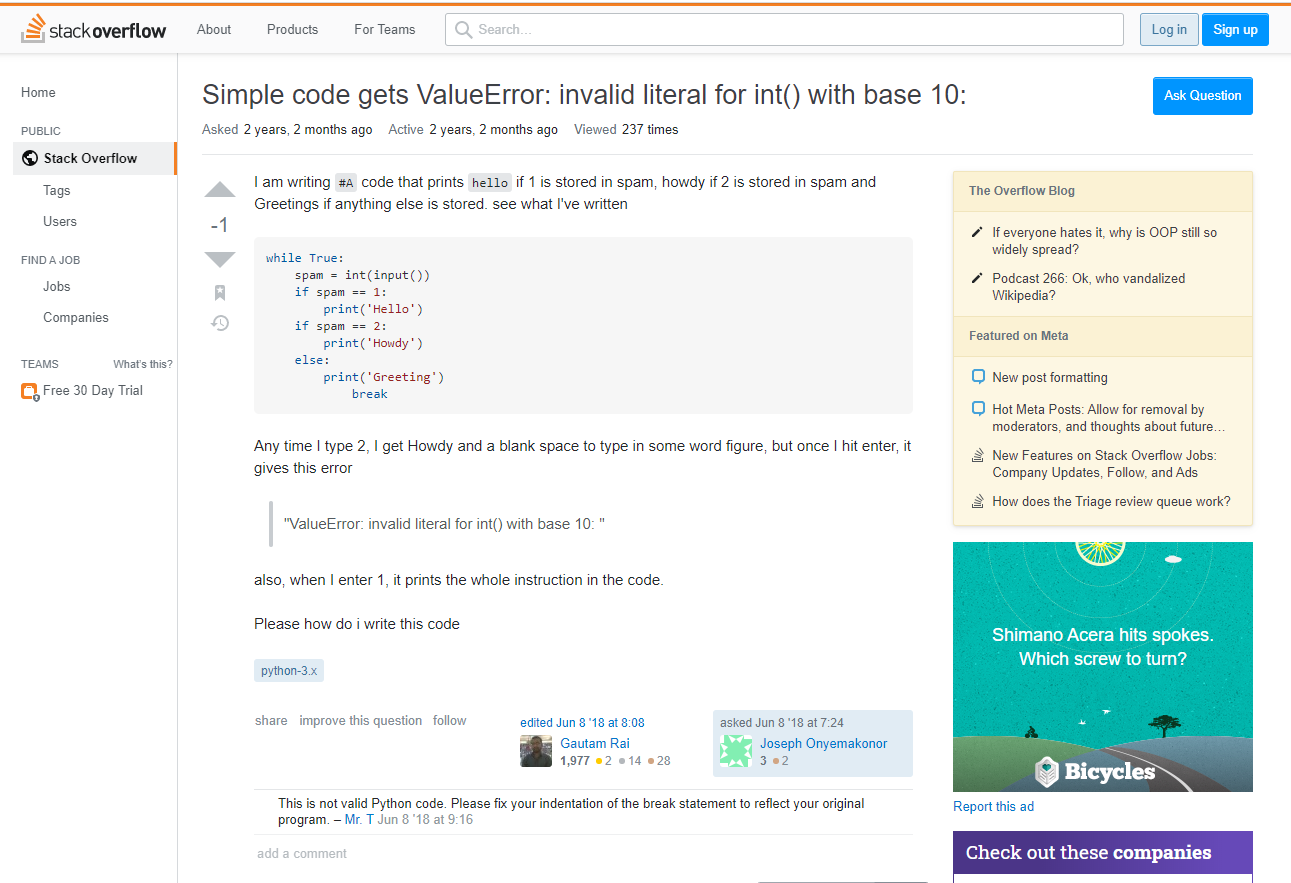 stackoverflow
About Products For Teams Search... Log in Sign up
Home
PUBLIC
Stack Overflow
Tags
Users
FIND A JOB
Jobs
Companies
TEAMS What's this?
Free 30 Day Trial
Simple code gets ValueError: invalid literal for int() with base 10:
Ask Question
Asked 2 years, 2 months ago Active 2 years, 2 months ago Viewed 237 times
-1
I am writing #A code that prints hello if 1 is stored in spam, howdy if 2 is stored in spam and
Greetings if anything else is stored. see what I've written
while True:
    spam = int(input())
    if spam == 1:
        print('Hello')
    if spam == 2:
        print('Howdy')
    else:
        print('Greeting')
            break
Any time I type 2, I get Howdy and a blank space to type in some word figure, but once I hit enter, it
gives this error
"ValueError: invalid literal for int() with base 10: "
also, when I enter 1, it prints the whole instruction in the code.
Please how do i write this code
python-3.x
share improve this question follow
edited Jun 8 '18 at 8:08
Gautam Rai
1,977 2 14 28
asked Jun 8 '18 at 7:24
Joseph Onyemakonor
3 2
This is not valid Python code. Please fix your indentation of the break statement to reflect your original
program. – Mr. T Jun 8 '18 at 9:16
add a comment
The Overflow Blog
If everyone hates it, why is OOP still so
widely spread?
Podcast 266: Ok, who vandalized
Wikipedia?
Featured on Meta
New post formatting
Hot Meta Posts: Allow for removal by
moderators, and thoughts about future…
New Features on Stack Overflow Jobs:
Company Updates, Follow, and Ads
How does the Triage review queue work?
Shimano Acera hits spokes.
Which screw to turn?
Bicycles
Report this ad
Check out these companies